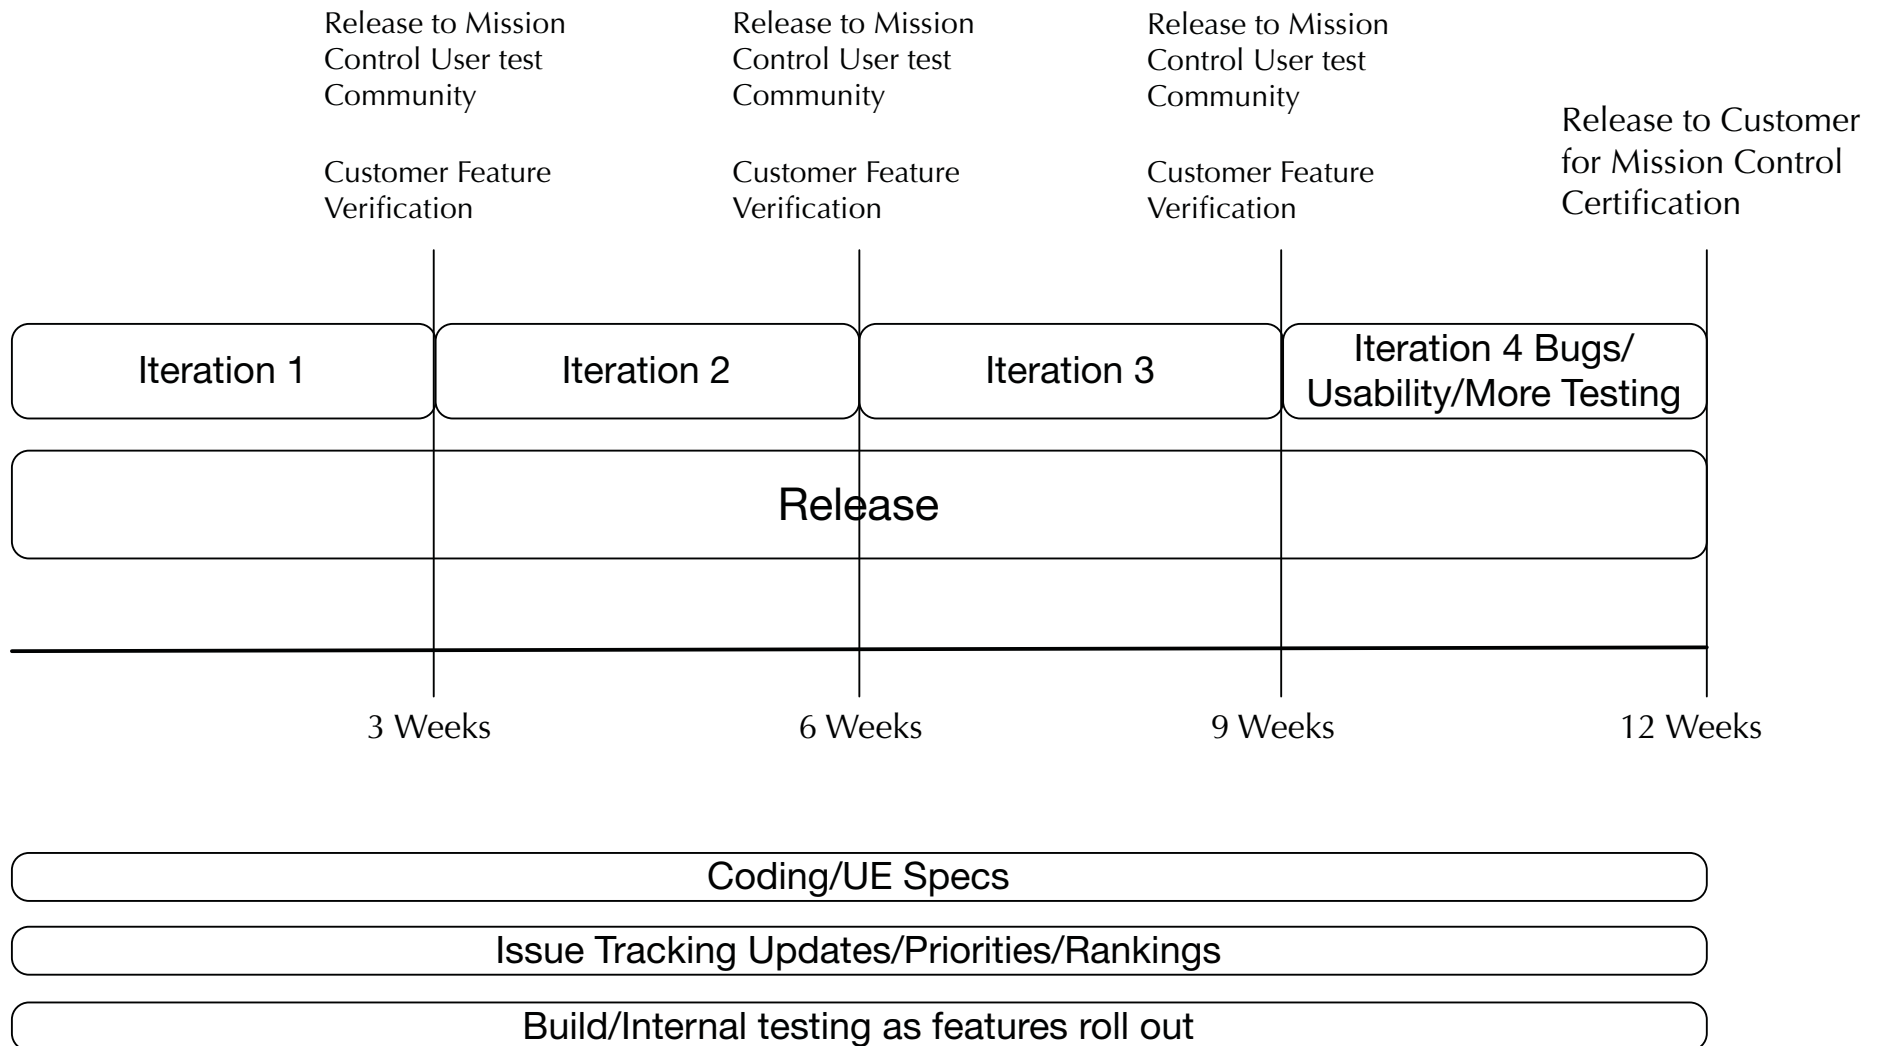 Release to Mission
Control User test
Community
Customer Feature
Verification
Release to Mission
Control User test
Community
Customer Feature
Verification
Release to Mission
Control User test
Community
Customer Feature
Verification
Release to Customer
for Mission Control
Certification
Iteration 1
Iteration 2
Iteration 3
Iteration 4 Bugs/
Usability/More Testing
Release
3 Weeks
6 Weeks
9 Weeks
12 Weeks
Coding/UE Specs
Issue Tracking Updates/Priorities/Rankings
Build/Internal testing as features roll out